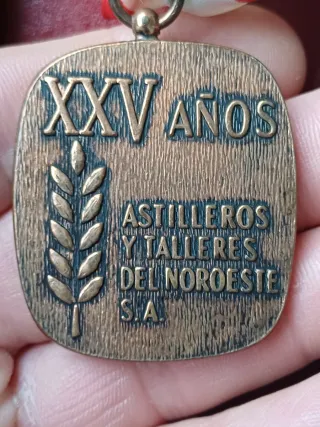 XXV AÑOS
ASTILLEROS
Y TALLERES
DEL NOROESTE
S.A.